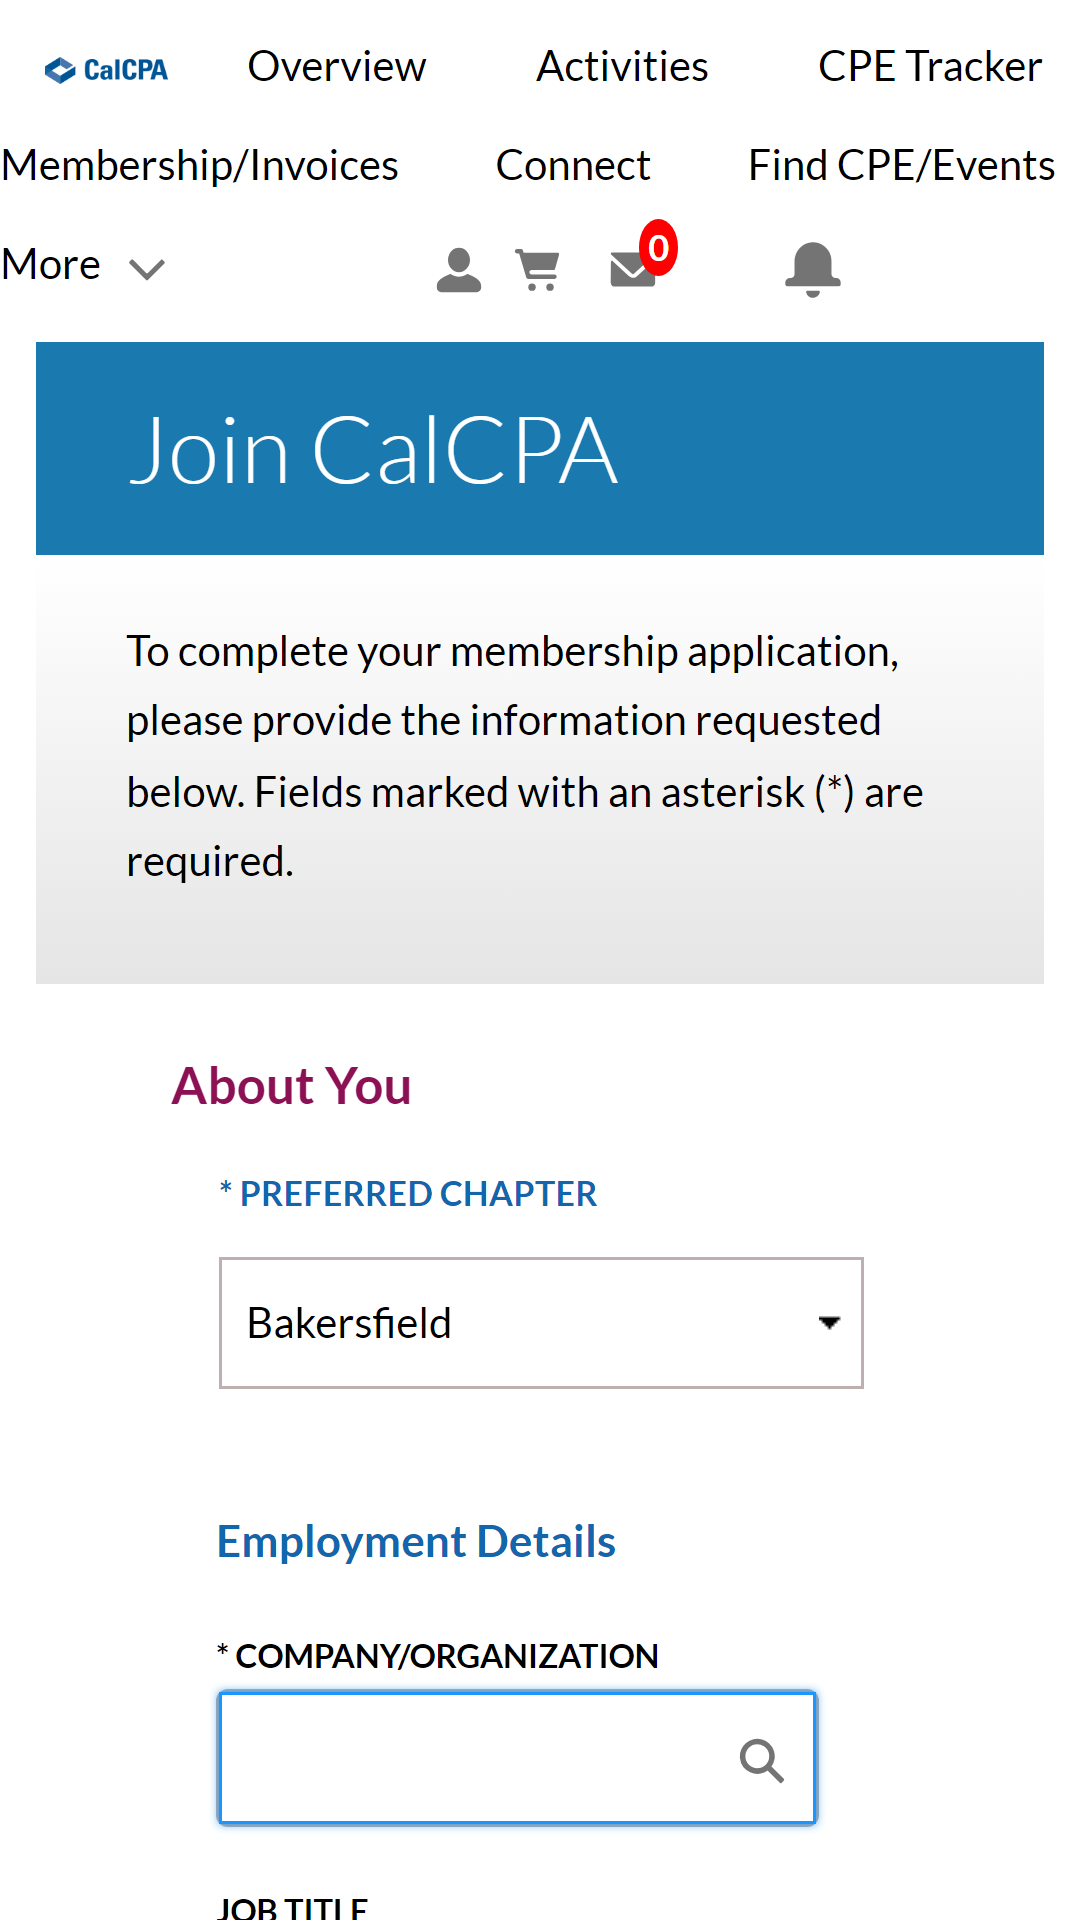 CalCPA Overview Activities CPE Tracker
Membership/Invoices Connect Find CPE/Events
More 0
Join CalCPA
To complete your membership application,
please provide the information requested
below. Fields marked with an asterisk (*) are
required.
About You
* PREFERRED CHAPTER
Bakersfield
Employment Details
* COMPANY/ORGANIZATION
JOB TITLE